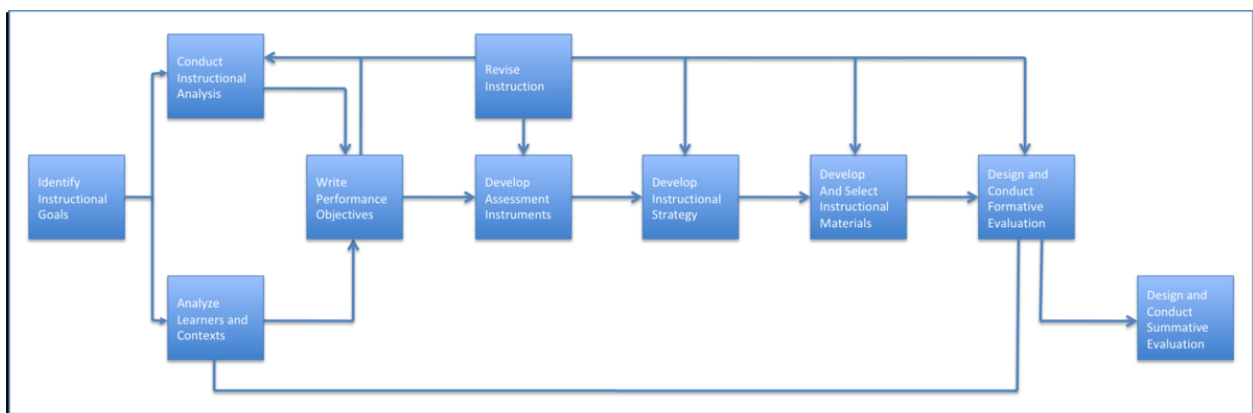 Conduct
Instructional
Analysis
Revise
Instruction
Identify
Instructional
Goals
Write
Performance
Objectives
Develop
Assessment
Instruments
Develop
Instructional
Strategy
Develop
And Select
Instructional
Materials
Design and
Conduct
Formative
Evaluation
Analyze
Learners and
Contexts
Design and
Conduct
Summative
Evaluation